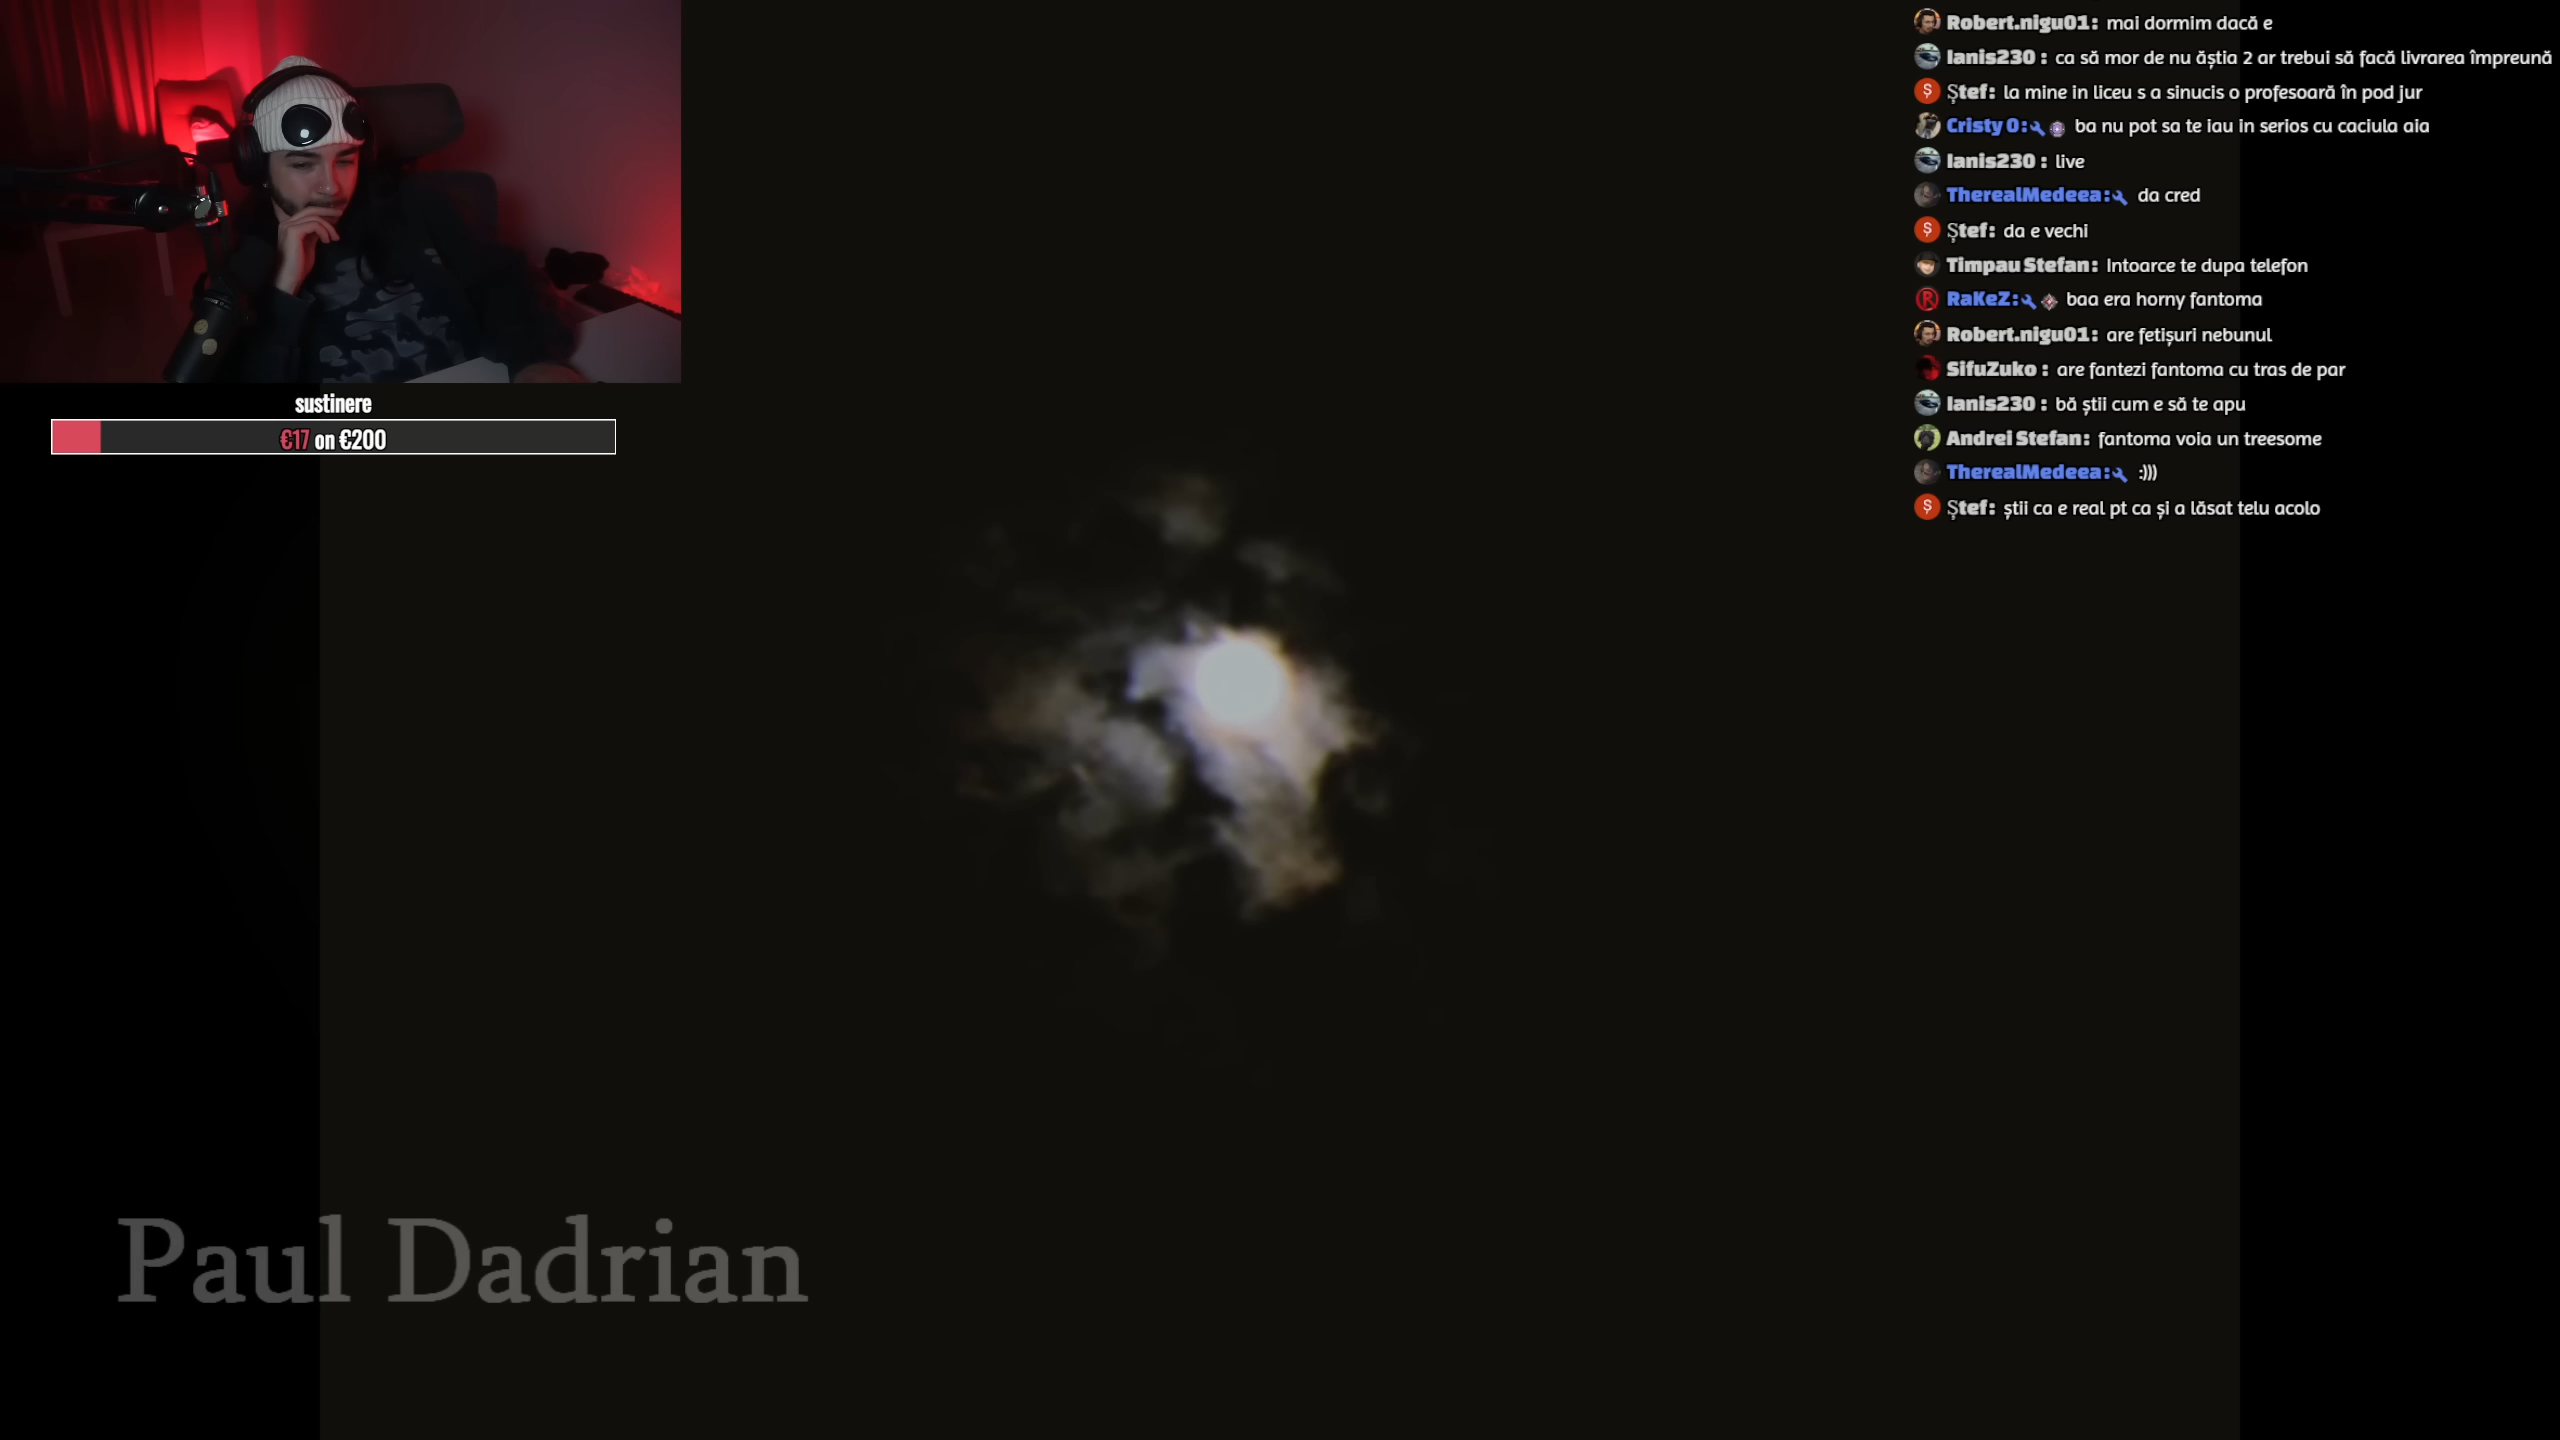 Robert.nigu01: mai dormim dacă e
Ianis230 : ca să mor de nu ăștia 2 ar trebui să facă livrarea împreună
Ștef: la mine in liceu s a sinucis o profesoară în pod jur
Cristy 0: ba nu pot sa te iau in serios cu caciula aia
Ianis230 : live
TherealMedeea: da cred
Ștef: da e vechi
Timpau Stefan: Intoarce te dupa telefon
RaKeZ: baa era horny fantoma
Robert.nigu01: are fetișuri nebunul
SifuZuko : are fantezi fantoma cu tras de par
Ianis230 : bă știi cum e să te apu
Andrei Stefan: fantoma voia un treesome
TherealMedeea: :)))
Ștef: știi ca e real pt ca și a lăsat telu acolo
sustinere
€17 on €200
Paul Dadrian